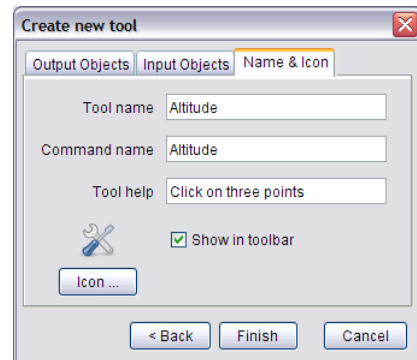 Create new tool
Output Objects Input Objects Name & Icon
Tool name Altitude
Command name Altitude
Tool help Click on three points
Show in toolbar
Icon ...
< Back Finish Cancel